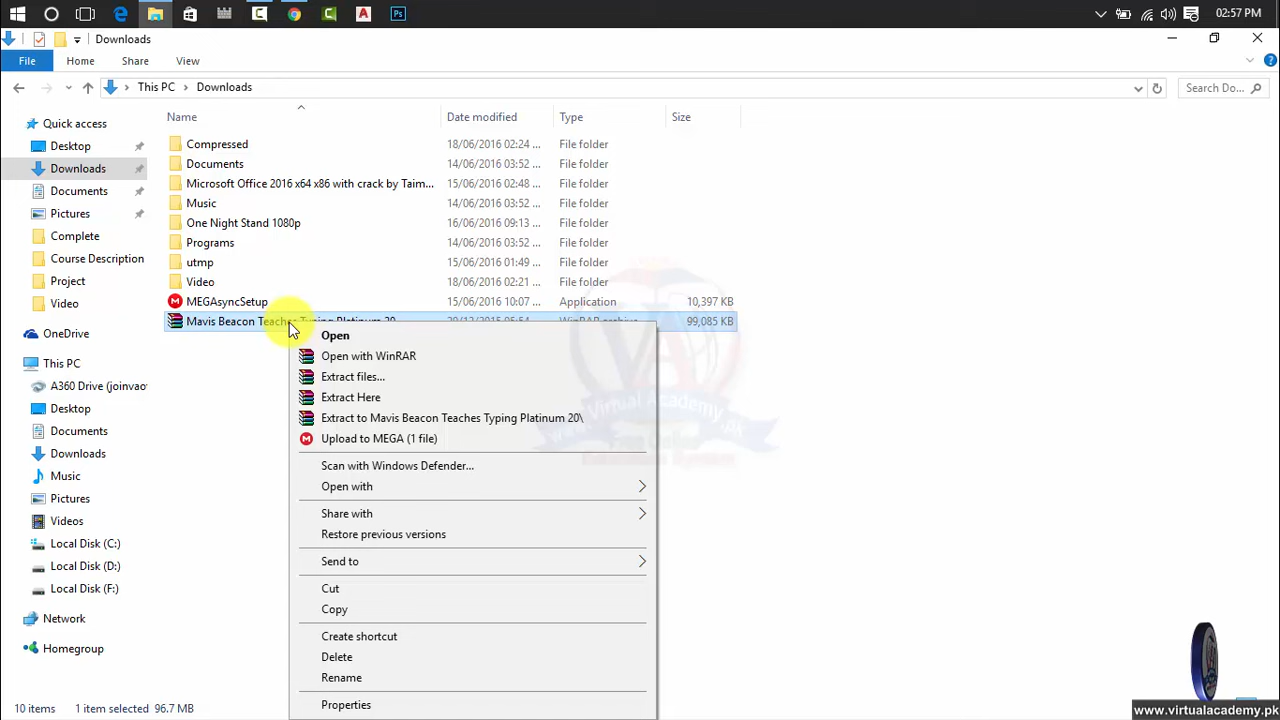 02:57 PM
Downloads
File
Home
Share
View
This PC
Downloads
Search Do...
Quick access
Desktop
Downloads
Documents
Pictures
Complete
Course Description
Project
Video
OneDrive
This PC
A360 Drive (joinvao
Desktop
Documents
Downloads
Music
Pictures
Videos
Local Disk (C:)
Local Disk (D:)
Local Disk (F:)
Network
Homegroup
Name Date modified Type Size
Compressed 18/06/2016 02:24 ... File folder
Documents 14/06/2016 03:52 ... File folder
Microsoft Office 2016 x64 x86 with crack by Taim... 15/06/2016 02:48 ... File folder
Music 14/06/2016 03:52 ... File folder
One Night Stand 1080p 16/06/2016 09:13 ... File folder
Programs 14/06/2016 03:52 ... File folder
utmp 15/06/2016 01:49 ... File folder
Video 18/06/2016 02:21 ... File folder
MEGAsyncSetup 15/06/2016 10:07 ... Application 10,397 KB
Mavis Beacon Teaches Typing Platinum 20 WinRAR archive 99,085 KB
Open
Open with WinRAR
Extract files...
Extract Here
Extract to Mavis Beacon Teaches Typing Platinum 20\
Upload to MEGA (1 file)
Scan with Windows Defender...
Open with
Share with
Restore previous versions
Send to
Cut
Copy
Create shortcut
Delete
Rename
Properties
Virtual Academy
10 items 1 item selected 96.7 MB
www.virtualacademy.pk